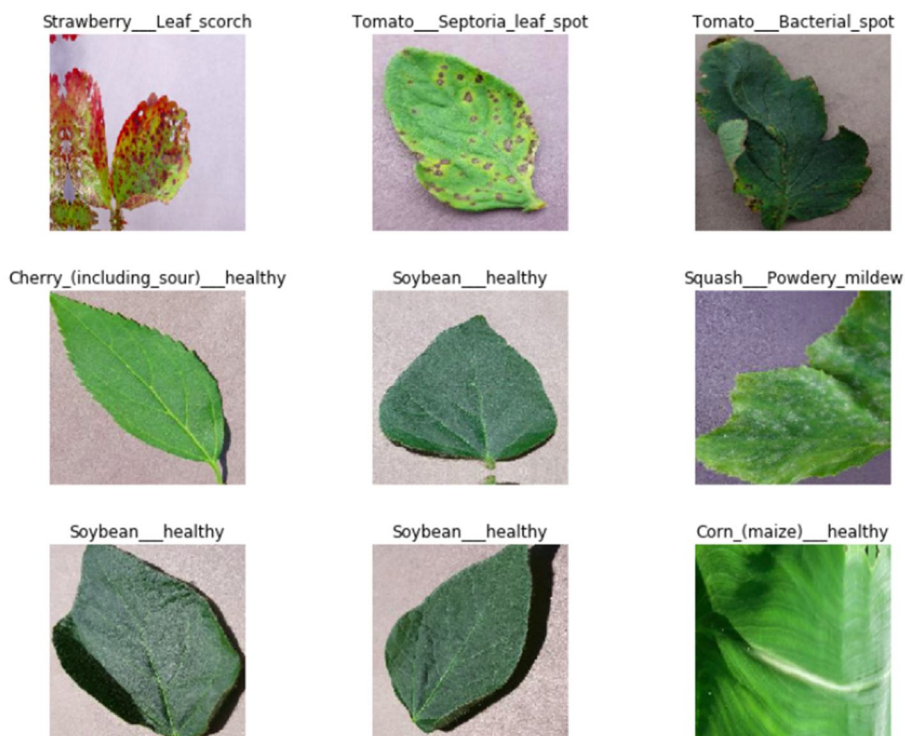 Strawberry___Leaf_scorch
Tomato___Septoria_leaf_spot
Tomato___Bacterial_spot
Cherry_(including_sour)___healthy
Soybean___healthy
Squash___Powdery_mildew
Soybean___healthy
Soybean___healthy
Corn_(maize)___healthy